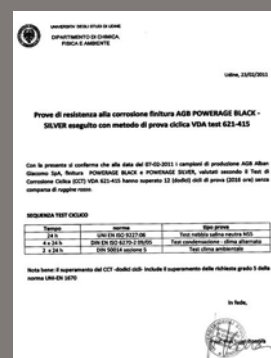 UNIVERSITA' DEGLI STUDI DI UDINE
DIPARTIMENTO DI CHIMICA,
FISICA E AMBIENTE
Udine, 23/02/2011
Prove di resistenza alla corrosione finitura AGB POWERAGE BLACK -
SILVER eseguito con metodo di prova ciclica VDA test 621-415
Con la presente si conferma che alla data del 07-02-2011 i campioni di produzione AGB Alban
Giacomo SpA, finitura POWERAGE BLACK e POWERAGE SILVER, valutati secondo il Test di
Corrosione Ciclica (CCT) VDA 621-415 hanno superato 12 (dodici) cicli di prova (2016 ore) senza
comparsa di ruggine rossa.
SEQUENZA TEST CICLICO
Tempo norma tipo prova
24 h UNI EN ISO 9227:06 Test nebbia salina neutra NSS
4 x 24 h DIN EN ISO 6270-2 09/05 Test condensazione - clima alternato
2 x 24 h DIN 50014 sezione 5 Test clima ambientale
Nota bene: il superamento del CCT -dodici cicli- include il superamento delle richieste grado 5 della
norma UNI-EN 1670
In fede,